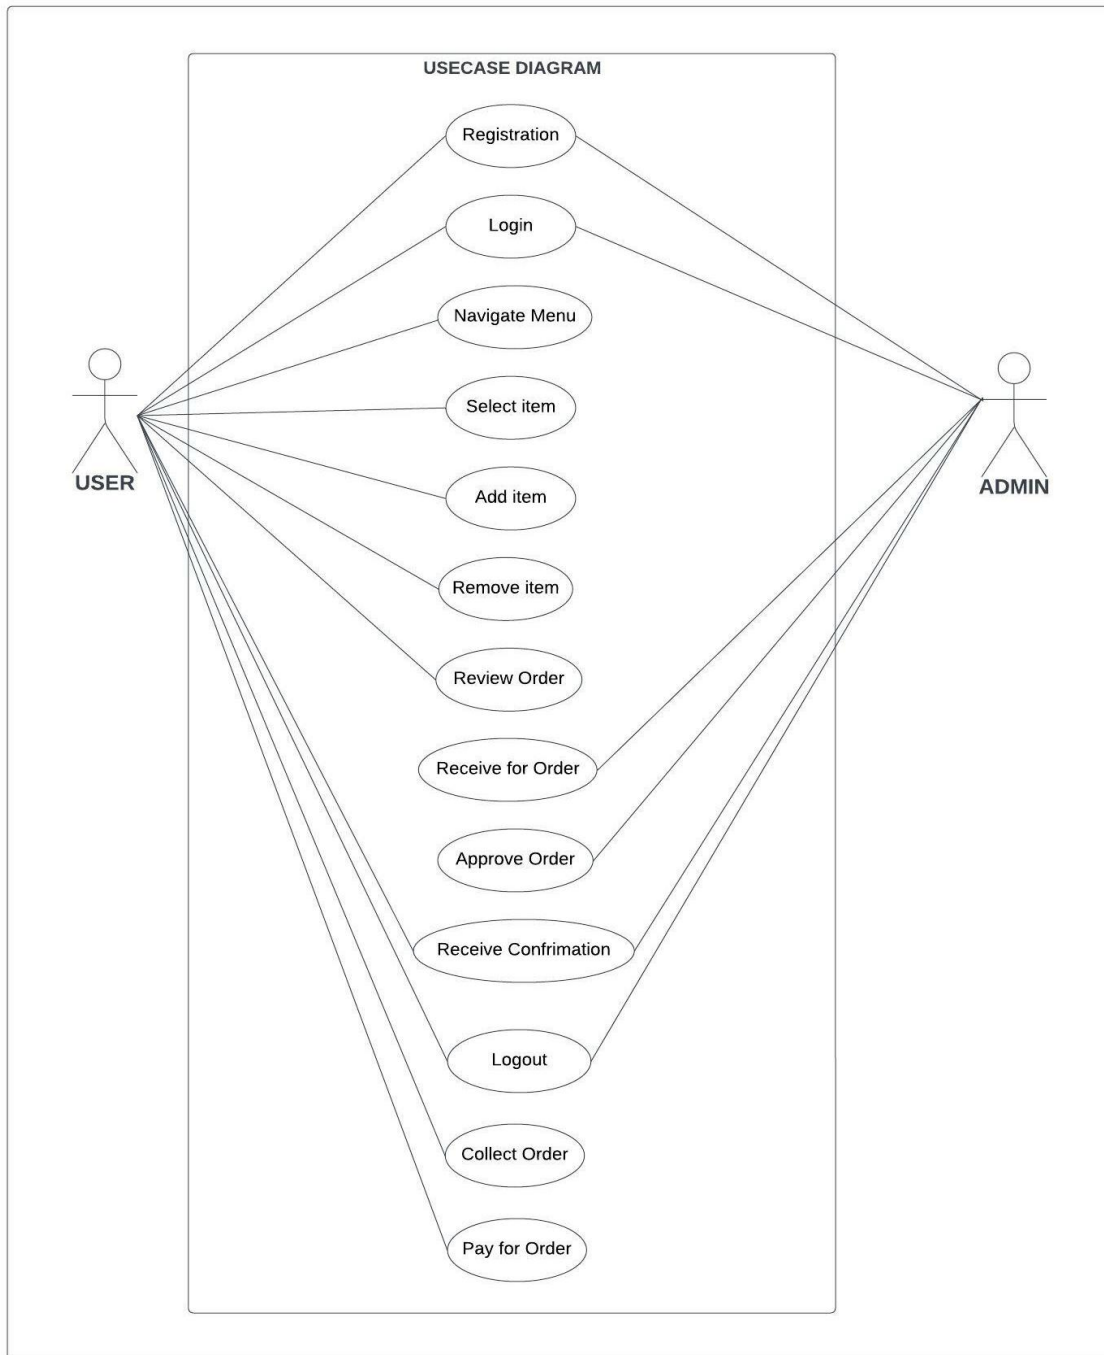 USECASE DIAGRAM
Registration
Login
Navigate Menu
Select item
USER
ADMIN
Add item
Remove item
Review Order
Receive for Order
Approve Order
Receive Confrimation
Logout
Collect Order
Pay for Order